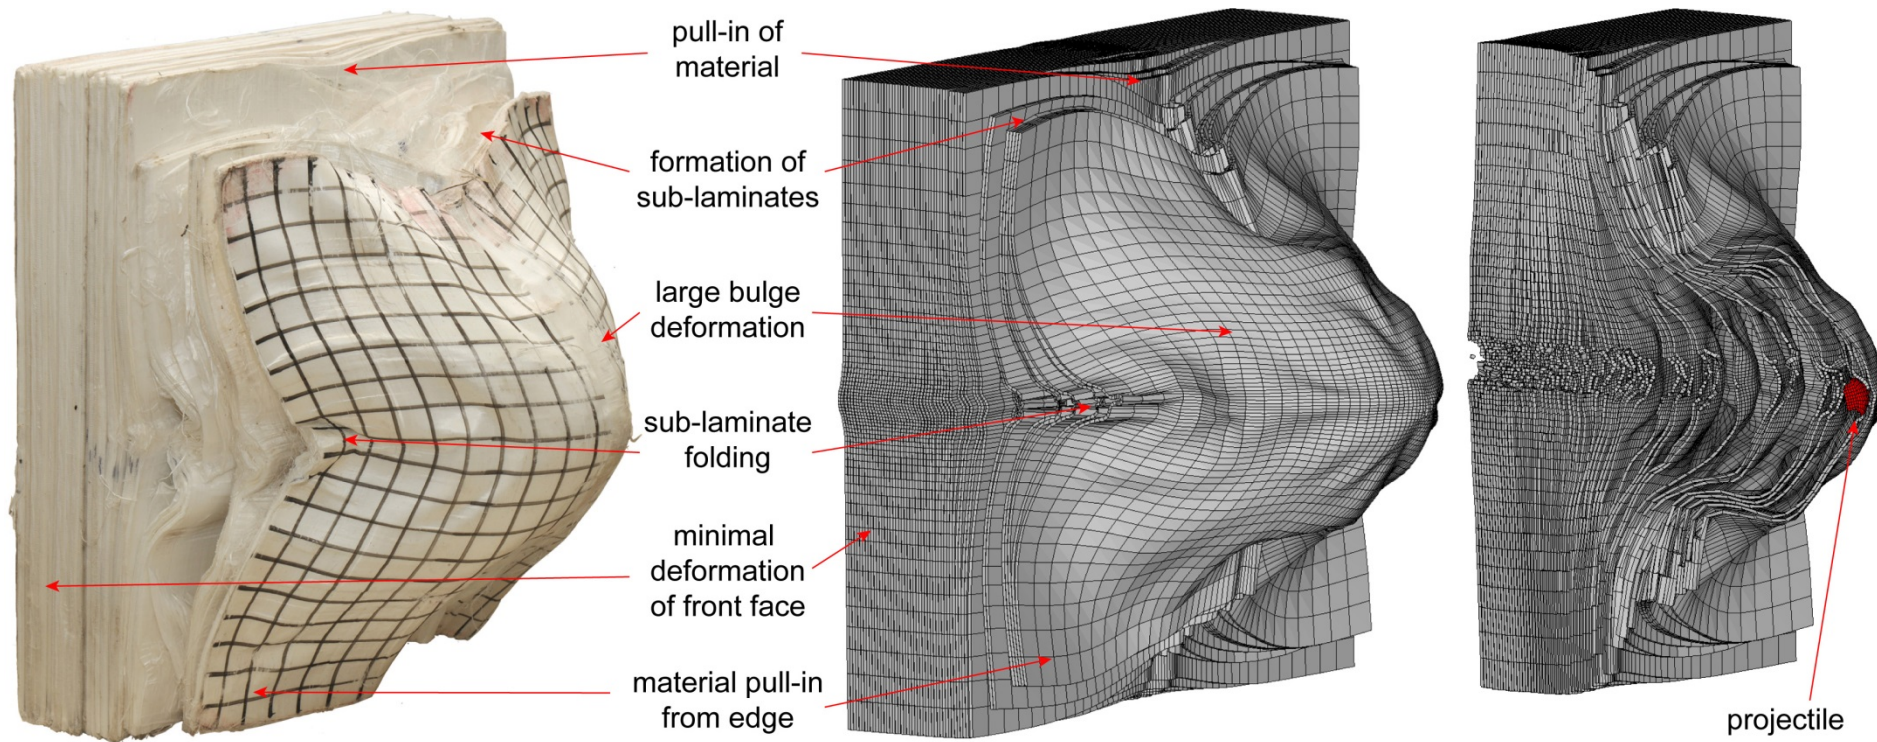 pull-in of
material
formation of
sub-laminates
large bulge
deformation
sub-laminate
folding
minimal
deformation
of front face
material pull-in
from edge
projectile